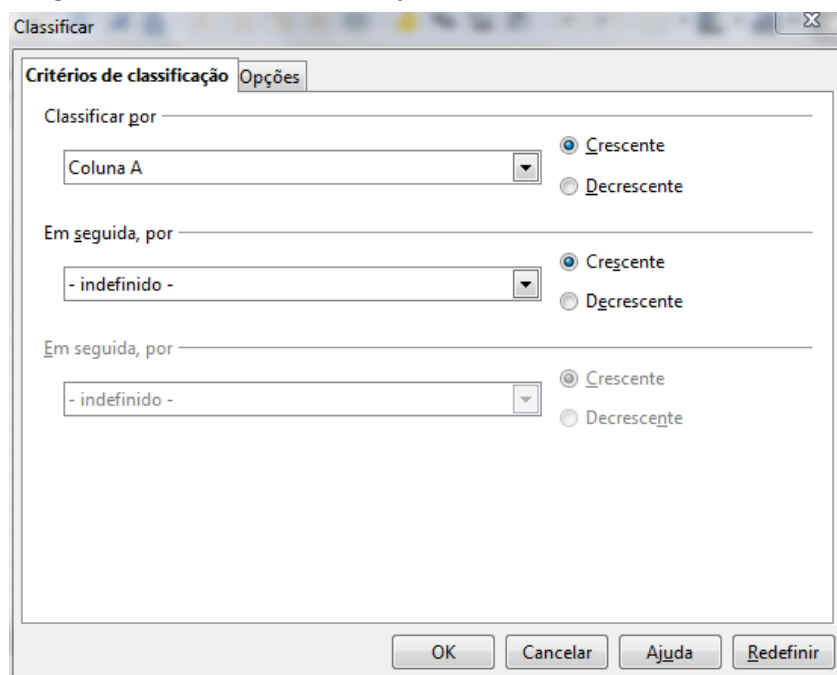 Classificar
Critérios de classificação Opções
Classificar por
Coluna A
Crescente
Decrescente
Em seguida, por
- indefinido -
Crescente
Decrescente
Em seguida, por
- indefinido -
Crescente
Decrescente
OK Cancelar Ajuda Redefinir